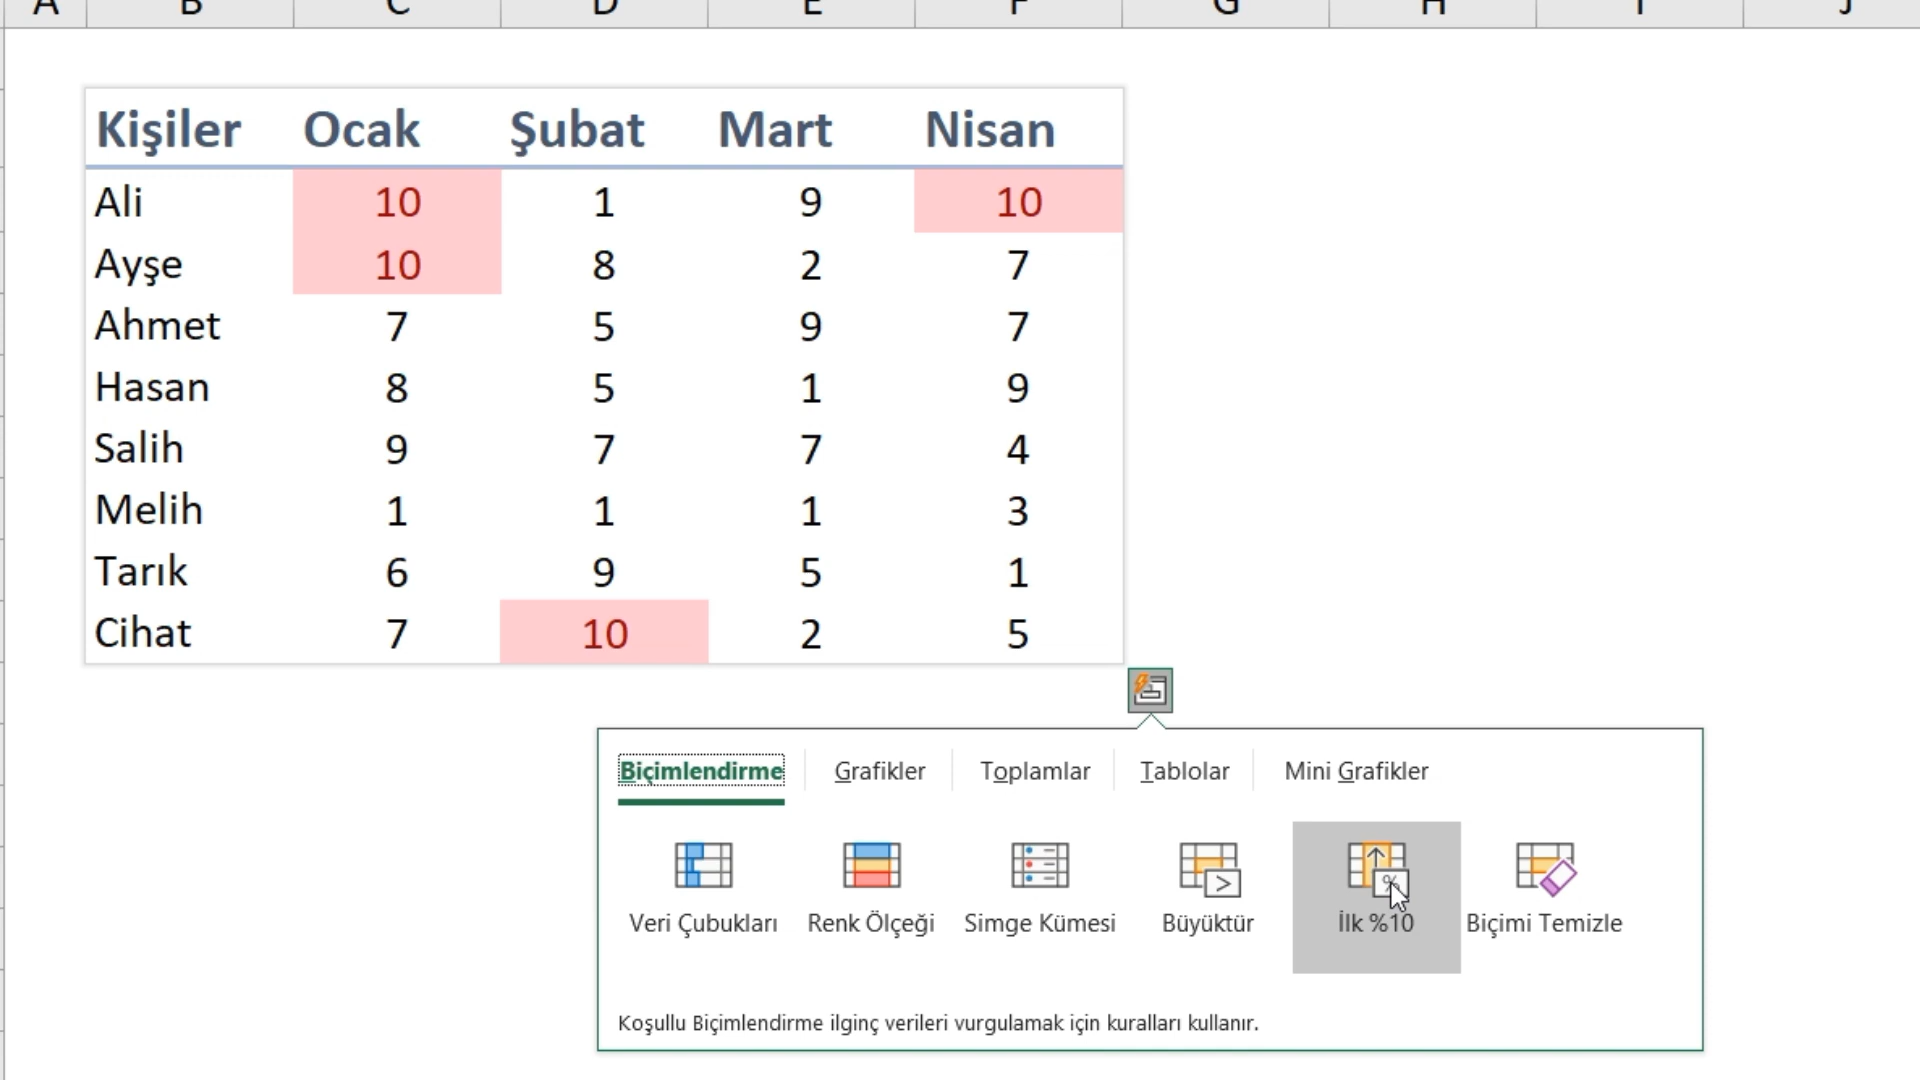 A B C D E F G H I J
Kişiler Ocak Şubat Mart Nisan
Ali 10 1 9 10
Ayşe 10 8 2 7
Ahmet 7 5 9 7
Hasan 8 5 1 9
Salih 9 7 7 4
Melih 1 1 1 3
Tarık 6 9 5 1
Cihat 7 10 2 5
Biçimlendirme Grafikler Toplamlar Tablolar Mini Grafikler
Veri Çubukları Renk Ölçeği Simge Kümesi Büyüktür İlk %10 Biçimi Temizle
Koşullu Biçimlendirme ilginç verileri vurgulamak için kuralları kullanır.